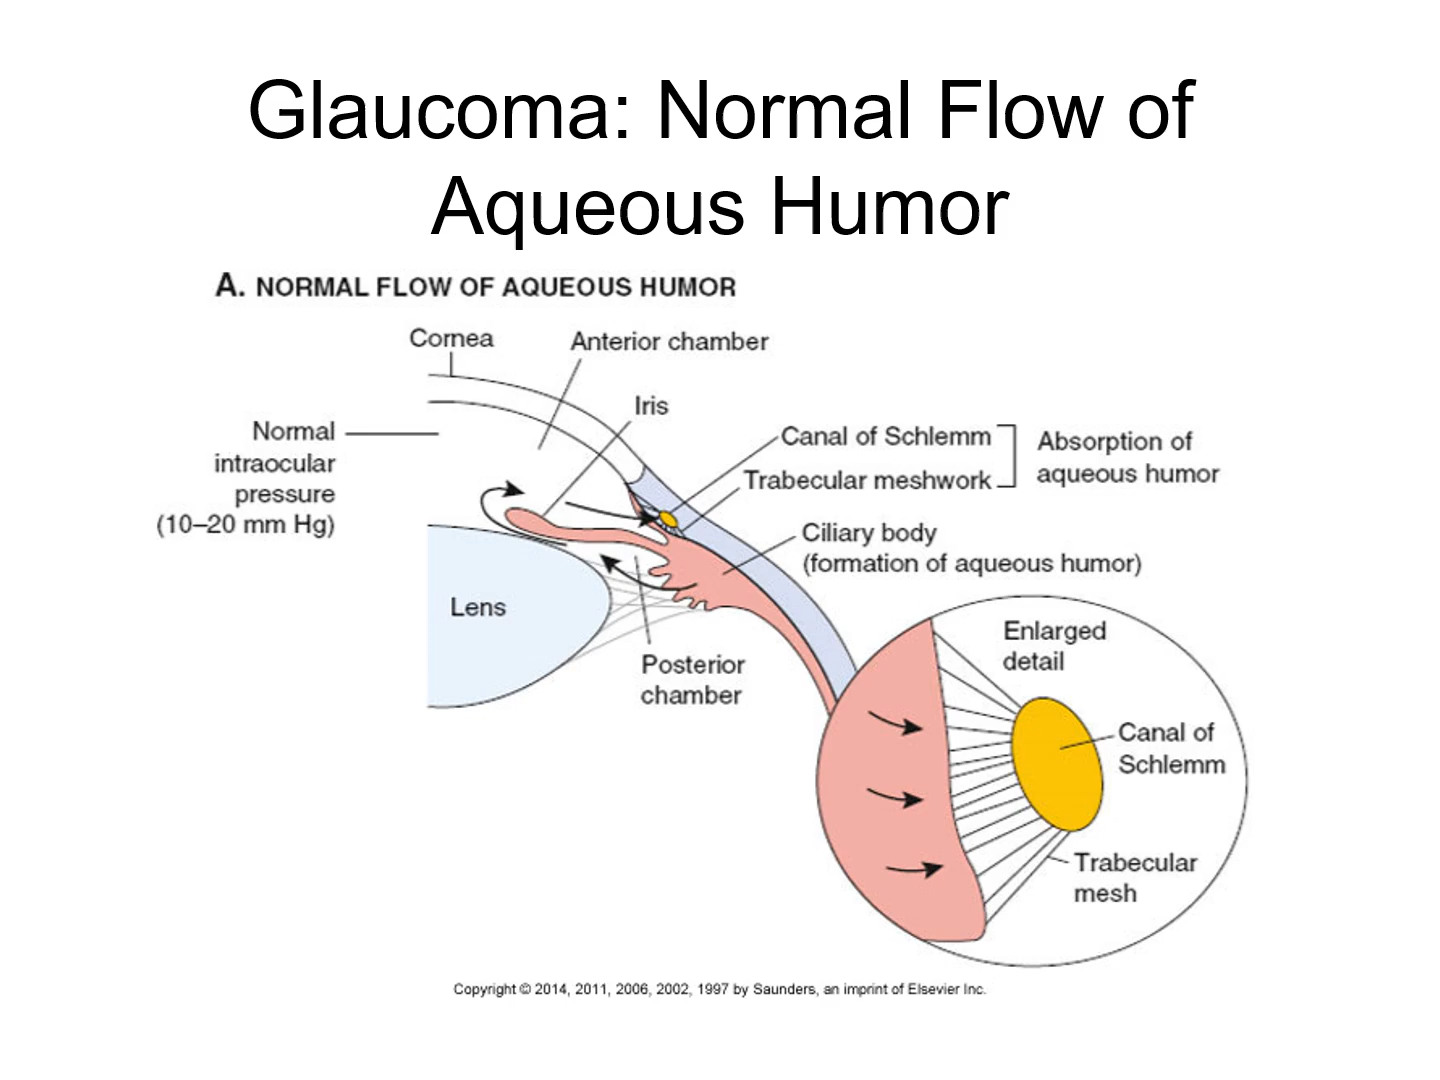 Glaucoma: Normal Flow of
Aqueous Humor
A. NORMAL FLOW OF AQUEOUS HUMOR
Cornea
Anterior chamber
Iris
Normal
intraocular
pressure
(10–20 mm Hg)
Canal of Schlemm
Trabecular meshwork
Absorption of
aqueous humor
Ciliary body
(formation of aqueous humor)
Lens
Posterior
chamber
Enlarged
detail
Canal of
Schlemm
Trabecular
mesh
Copyright © 2014, 2011, 2006, 2002, 1997 by Saunders, an imprint of Elsevier Inc.